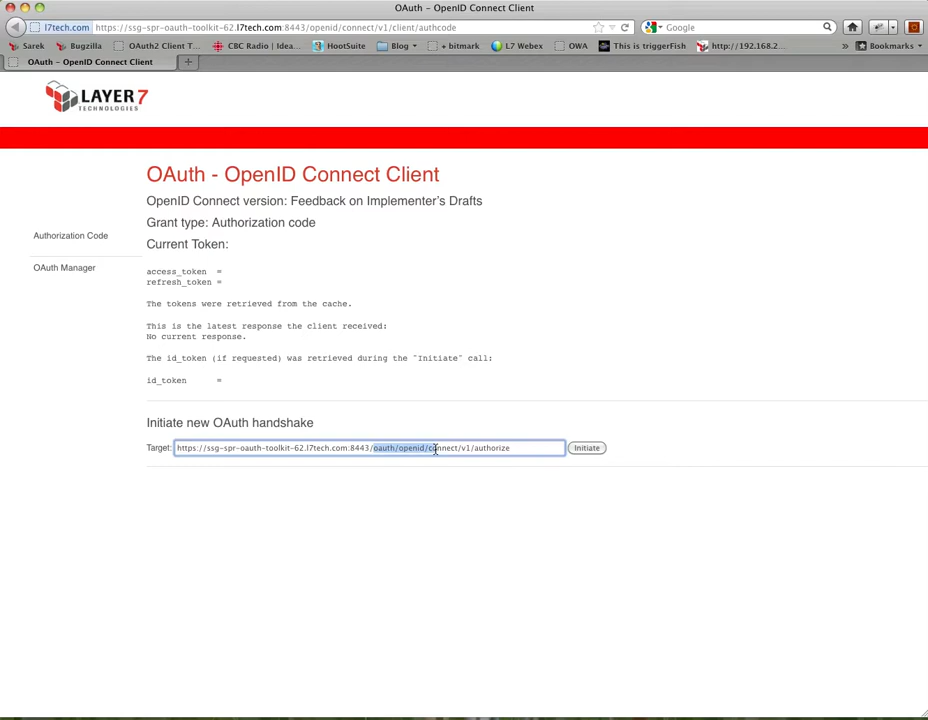 OAuth - OpenID Connect Client
l7tech.com https://ssg-spr-oauth-toolkit-62.l7tech.com:8443/openid/connect/v1/client/authcode
Google
Sarek Bugzilla OAuth2 Client T... CBC Radio | Idea... HootSuite Blog + bitmark L7 Webex OWA This is triggerFish http://192.168.2... » Bookmarks
OAuth - OpenID Connect Client +
LAYER 7
TECHNOLOGIES
OAuth - OpenID Connect Client
OpenID Connect version: Feedback on Implementer's Drafts
Grant type: Authorization code
Authorization Code
Current Token:
OAuth Manager
access_token =
refresh_token =
The tokens were retrieved from the cache.
This is the latest response the client received:
No current response.
The id_token (if requested) was retrieved during the "Initiate" call:
id_token =
Initiate new OAuth handshake
Target: https://ssg-spr-oauth-toolkit-62.l7tech.com:8443/oauth/openid/connect/v1/authorize Initiate